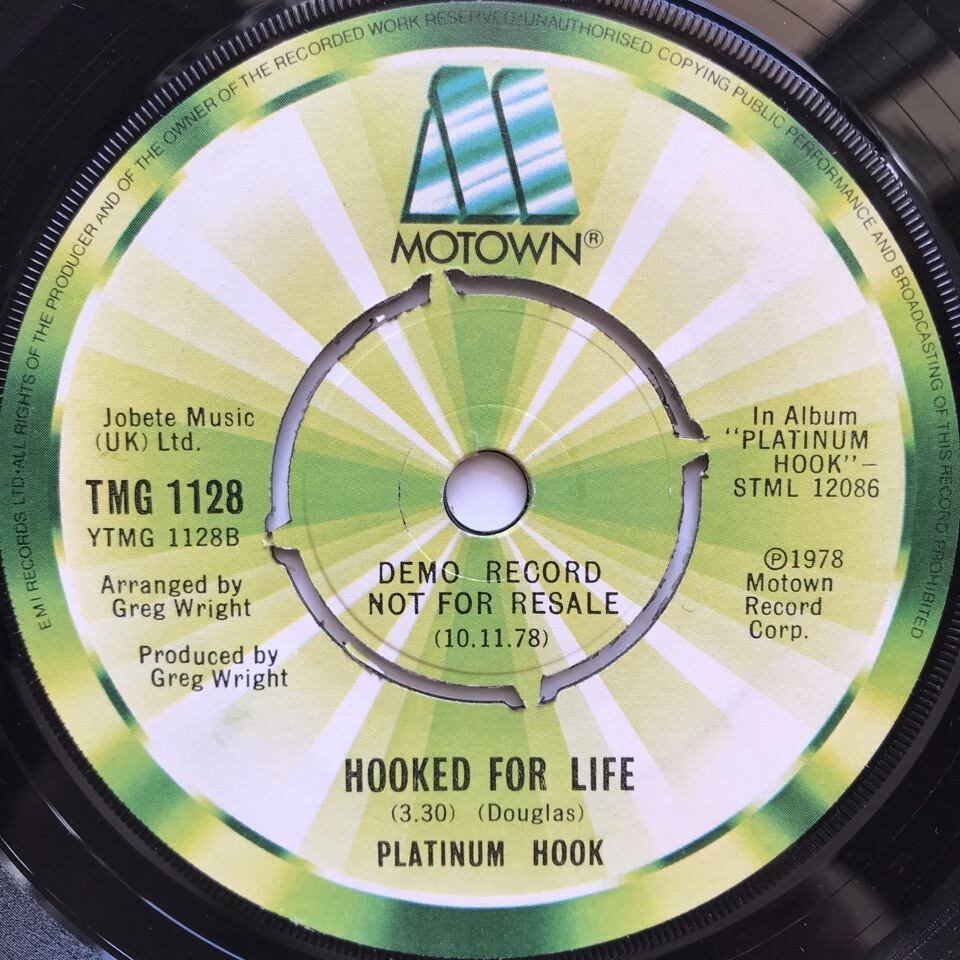 EMI RECORDS LTD·ALL RIGHTS OF THE PRODUCER AND OF THE OWNER OF THE RECORDED WORK RESERVED·UNAUTHORISED COPYING PUBLIC PERFORMANCE AND BROADCASTING OF THIS RECORD PROHIBITED
MOTOWN®
Jobete Music
(UK) Ltd.
TMG 1128
YTMG 1128B
Arranged by
Greg Wright
Produced by
Greg Wright
In Album
"PLATINUM
HOOK"–
STML 12086
℗1978
Motown
Record
Corp.
DEMO RECORD
NOT FOR RESALE
(10.11.78)
HOOKED FOR LIFE
(3.30) (Douglas)
PLATINUM HOOK